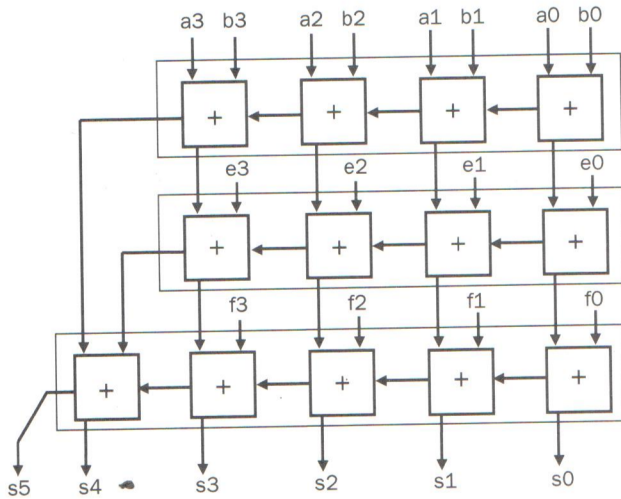 a3 b3 a2 b2 a1 b1 a0 b0
+ + + +
e3 e2 e1 e0
+ + + +
f3 f2 f1 f0
+ + + + +
s5 s4 s3 s2 s1 s0